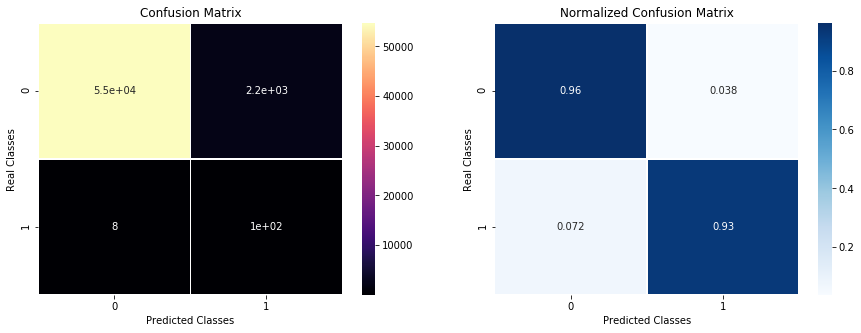 Confusion Matrix
Real Classes
0
1
5.5e+04
2.2e+03
8
1e+02
0
1
Predicted Classes
50000
40000
30000
20000
10000
Normalized Confusion Matrix
Real Classes
0
1
0.96
0.038
0.072
0.93
0
1
Predicted Classes
0.8
0.6
0.4
0.2